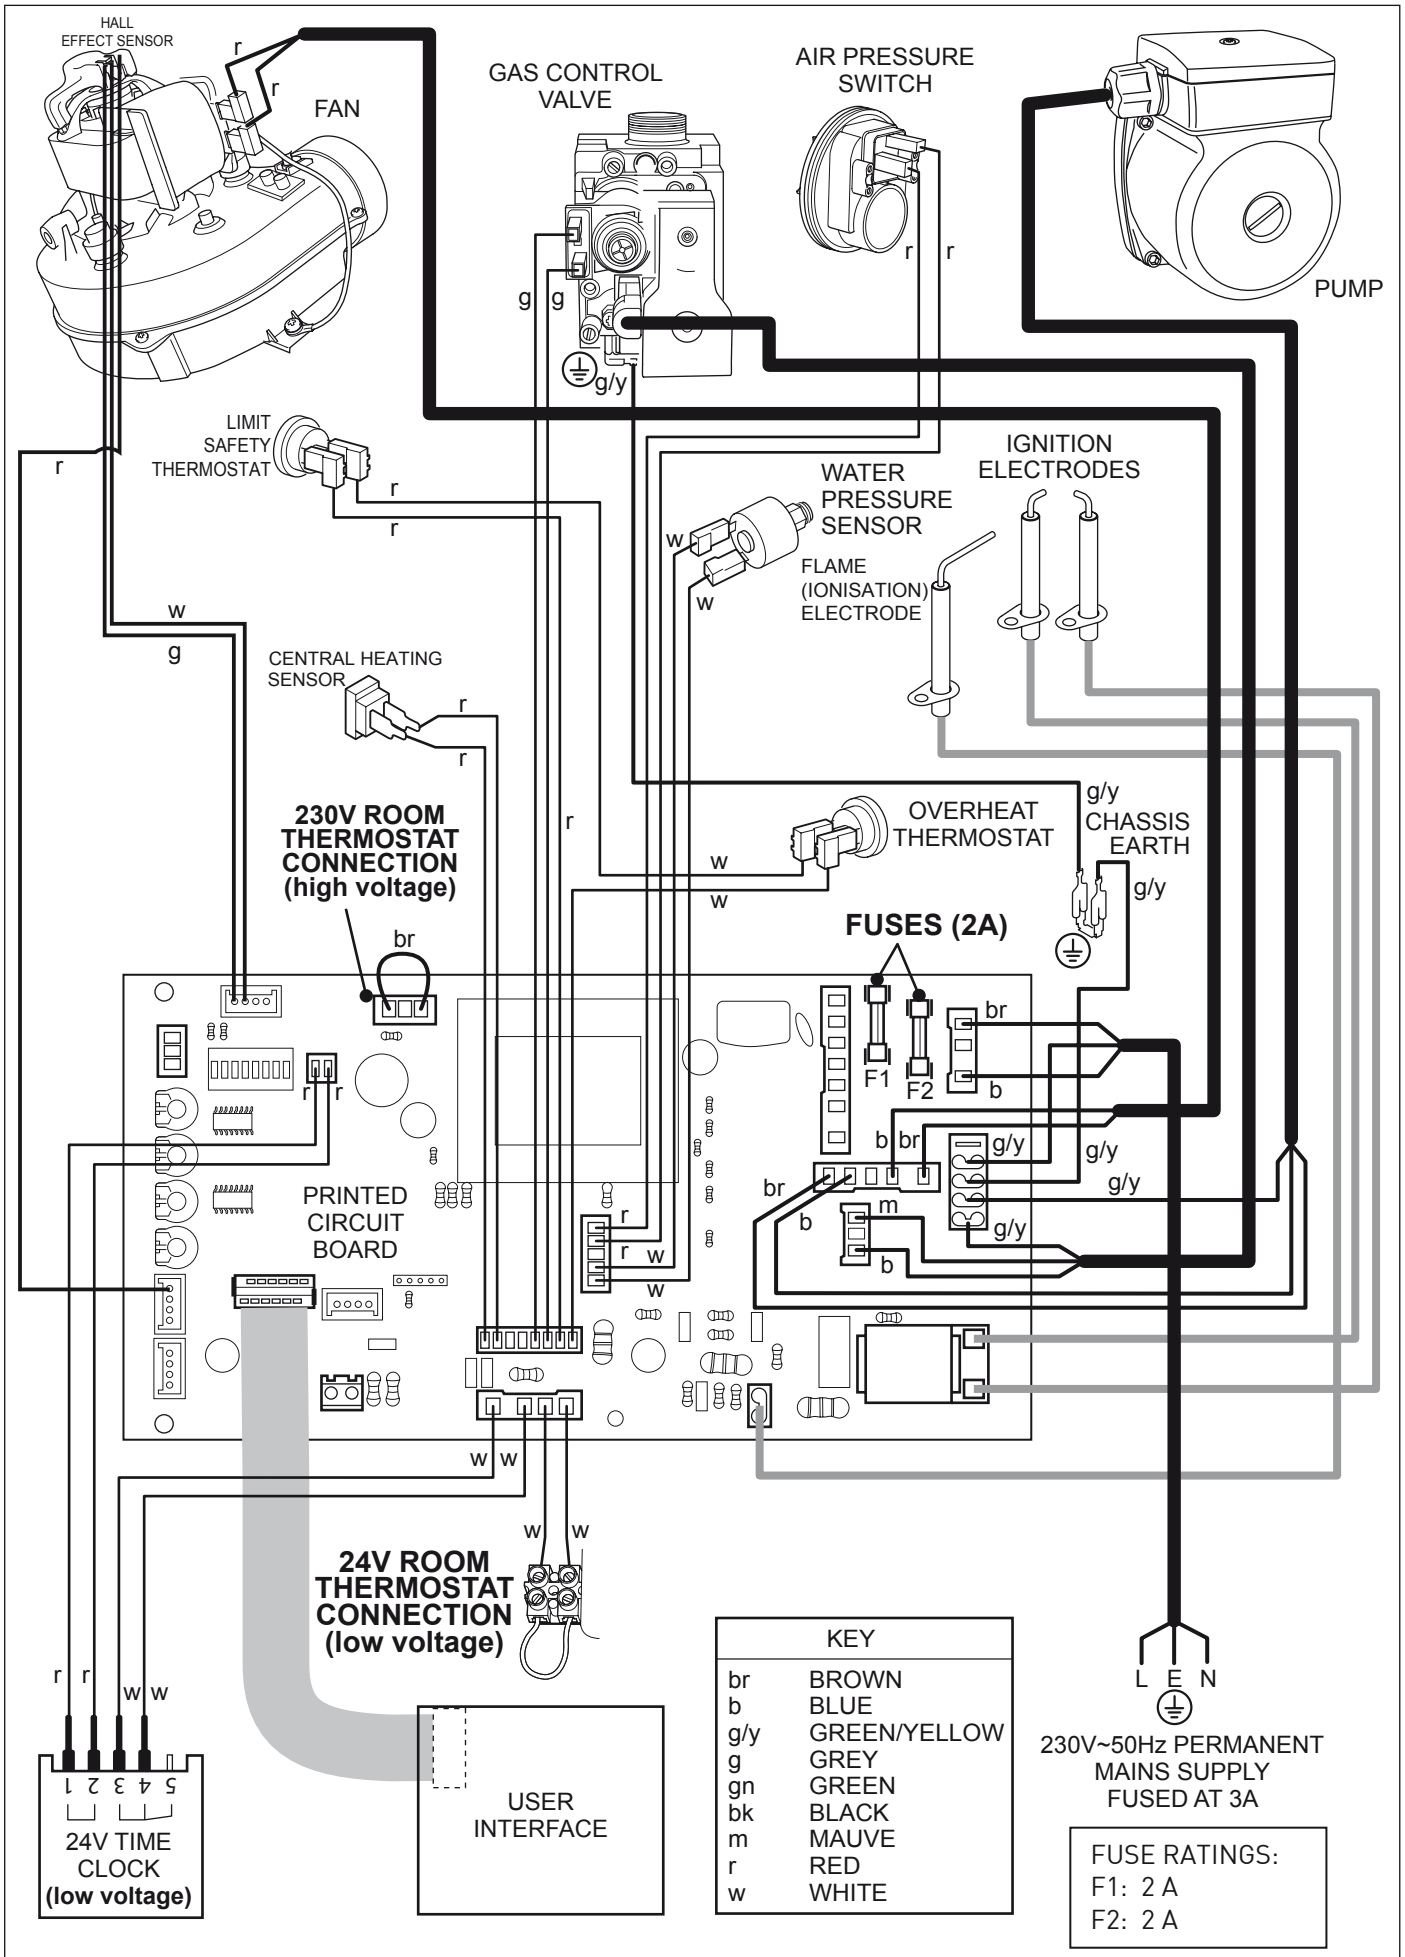 HALL
EFFECT SENSOR
r
r
FAN
GAS CONTROL
VALVE
AIR PRESSURE
SWITCH
r
r
PUMP
g
g
g/y
LIMIT
SAFETY
THERMOSTAT
r
r
r
WATER
PRESSURE
SENSOR
w
w
IGNITION
ELECTRODES
FLAME
(IONISATION)
ELECTRODE
w
g
CENTRAL HEATING
SENSOR
r
r
230V ROOM
THERMOSTAT
CONNECTION
(high voltage)
r
OVERHEAT
THERMOSTAT
w
w
g/y
CHASSIS
EARTH
g/y
br
FUSES (2A)
F1
F2
br
b
r
r
b
br
g/y
g/y
g/y
g/y
br
b
m
b
PRINTED
CIRCUIT
BOARD
r
r
w
w
w
w
w
w
24V ROOM
THERMOSTAT
CONNECTION
(low voltage)
r
r
w
w
1 2 3 4 5
24V TIME
CLOCK
(low voltage)
USER
INTERFACE
KEY
br BROWN
b BLUE
g/y GREEN/YELLOW
g GREY
gn GREEN
bk BLACK
m MAUVE
r RED
w WHITE
L E N
230V~50Hz PERMANENT
MAINS SUPPLY
FUSED AT 3A
FUSE RATINGS:
F1: 2 A
F2: 2 A